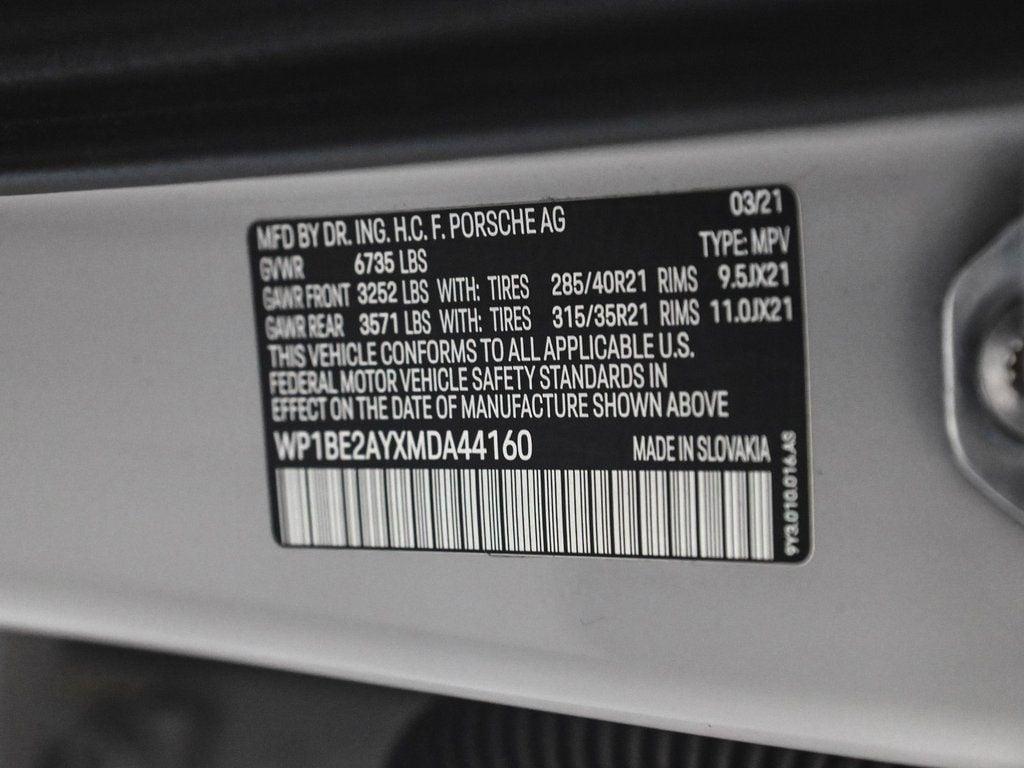 03/21
MFD BY DR. ING. H.C. F. PORSCHE AG
TYPE: MPV
GVWR 6735 LBS
GAWR FRONT 3252 LBS WITH: TIRES 285/40R21 RIMS 9.5JX21
GAWR REAR 3571 LBS WITH: TIRES 315/35R21 RIMS 11.0JX21
THIS VEHICLE CONFORMS TO ALL APPLICABLE U.S.
FEDERAL MOTOR VEHICLE SAFETY STANDARDS IN
EFFECT ON THE DATE OF MANUFACTURE SHOWN ABOVE
WP1BE2AYXMDA44160 MADE IN SLOVAKIA
9Y3.010.016.AS